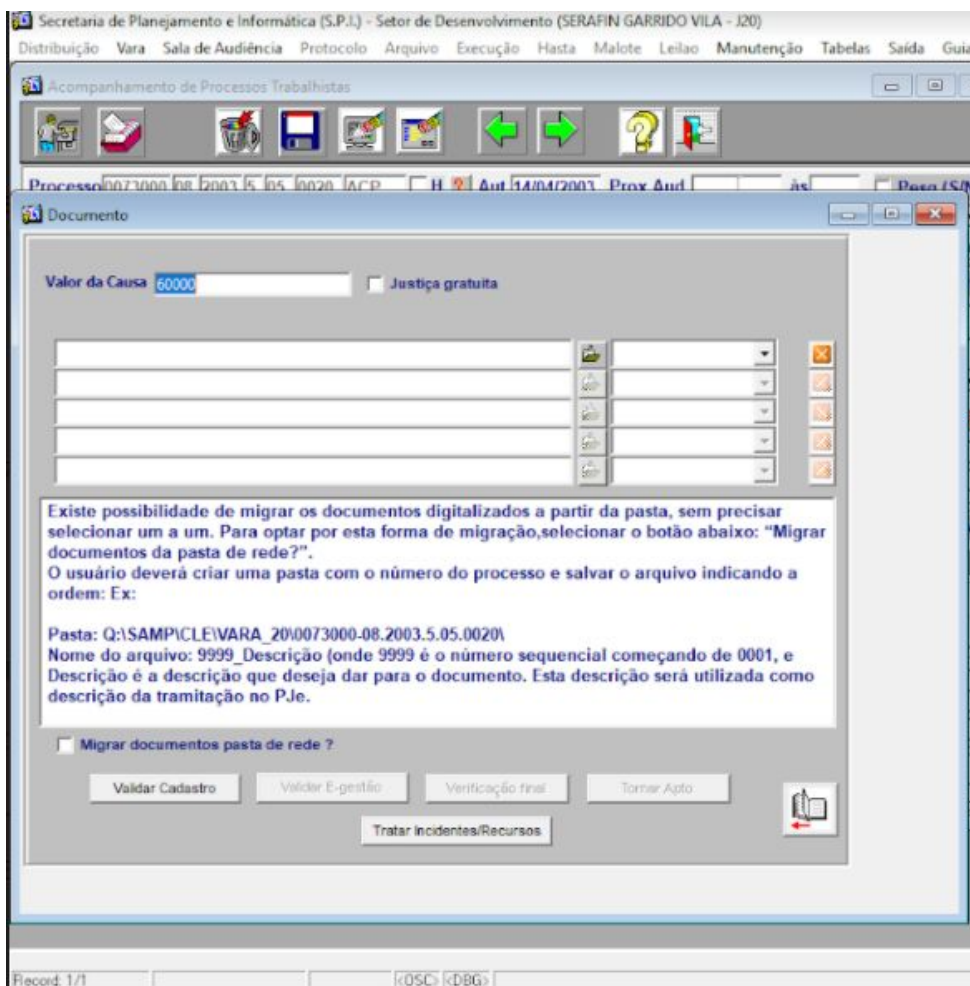 Secretaria de Planejamento e Informática (S.P.I.) - Setor de Desenvolvimento (SERAFIN GARRIDO VILA - J20)
Distribuição Vara Sala de Audiência Protocolo Arquivo Execução Hasta Malote Leilao Manutenção Tabelas Saída Guia
Acompanhamento de Processos Trabalhistas
Processo 0073000 08 2003 5 05 0020 ACP H ? Aut 14/04/2003 Prox Aud às Pesq (S/N
Documento
Valor da Causa 60000 Justiça gratuita
Existe possibilidade de migrar os documentos digitalizados a partir da pasta, sem precisar
selecionar um a um. Para optar por esta forma de migração,selecionar o botão abaixo: “Migrar
documentos da pasta de rede?”.
O usuário deverá criar uma pasta com o número do processo e salvar o arquivo indicando a
ordem: Ex:
Pasta: Q:\SAMP\CLE\VARA_20\0073000-08.2003.5.05.0020\
Nome do arquivo: 9999_Descrição (onde 9999 é o número sequencial começando de 0001, e
Descrição é a descrição que deseja dar para o documento. Esta descrição será utilizada como
descrição da tramitação no PJe.
Migrar documentos pasta de rede ?
Validar Cadastro Validar E-gestão Verificação final Tornar Apto
Tratar Incidentes/Recursos
Record: 1/1 <OSC> <DBG>